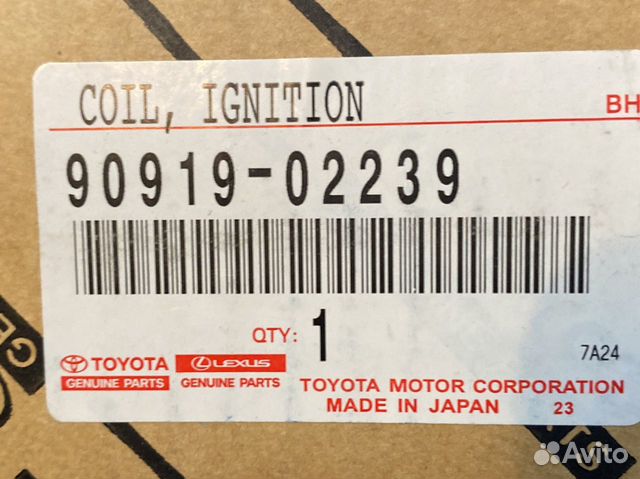 COIL, IGNITION
BH
90919-02239
QTY: 1
7A24
TOYOTA
GENUINE PARTS
LEXUS
GENUINE PARTS
TOYOTA MOTOR CORPORATION
MADE IN JAPAN 23
Avito